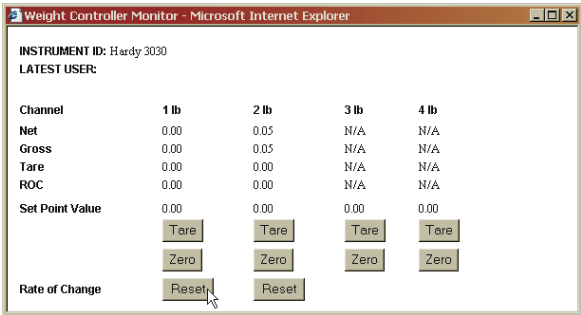 Weight Controller Monitor - Microsoft Internet Explorer
INSTRUMENT ID: Hardy 3030
LATEST USER:
Channel 1 lb 2 lb 3 lb 4 lb
Net 0.00 0.05 N/A N/A
Gross 0.00 0.05 N/A N/A
Tare 0.00 0.00 N/A N/A
ROC 0.00 0.00 N/A N/A
Set Point Value 0.00 0.00 0.00 0.00
Tare Tare Tare Tare
Zero Zero Zero Zero
Rate of Change Reset Reset